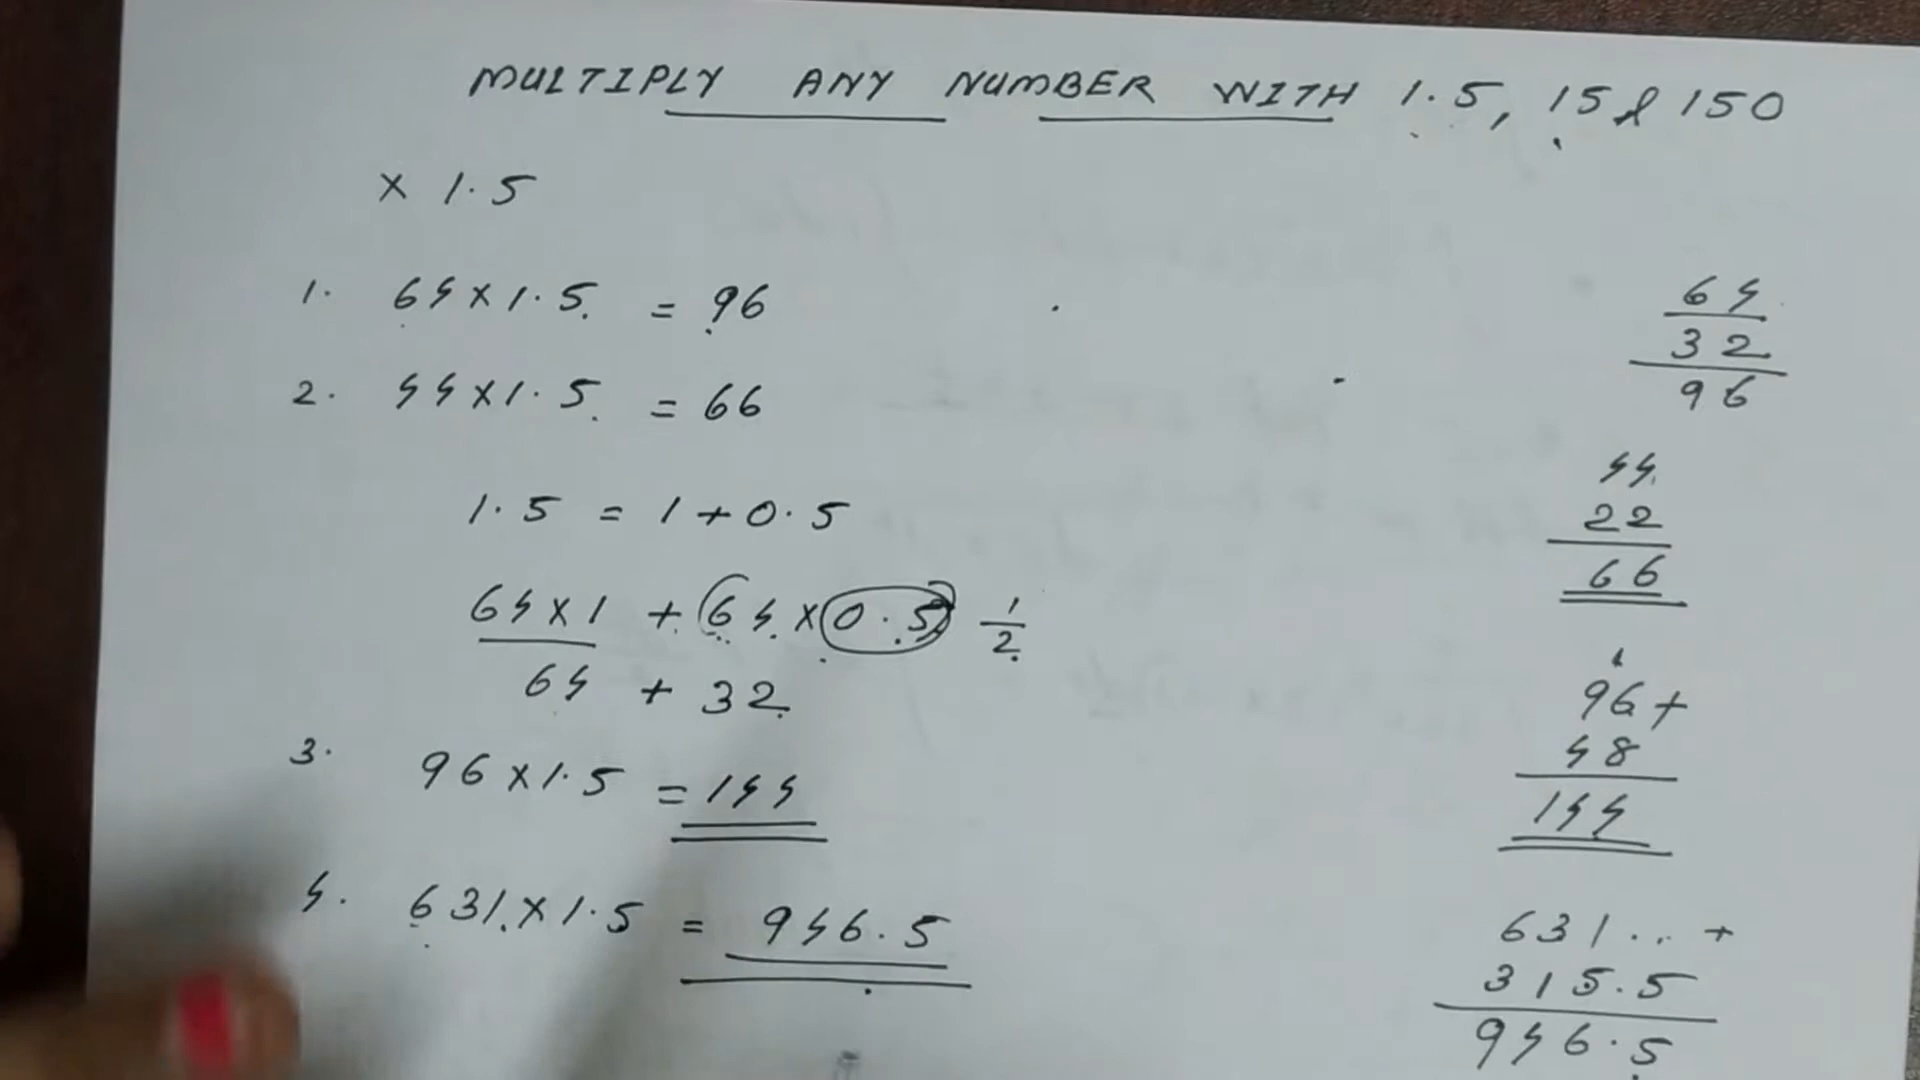 MULTIPLY ANY NUMBER WITH 1.5, 15 & 150
× 1.5
1. 64×1.5 = 96
2. 44×1.5 = 66
1.5 = 1+0.5
64×1 + (64×0.5) 1/2
64 + 32
3. 96×1.5 = 144
4. 631×1.5 = 946.5
64
32
96
44
22
66
1
96+
48
144
631 +
315.5
946.5